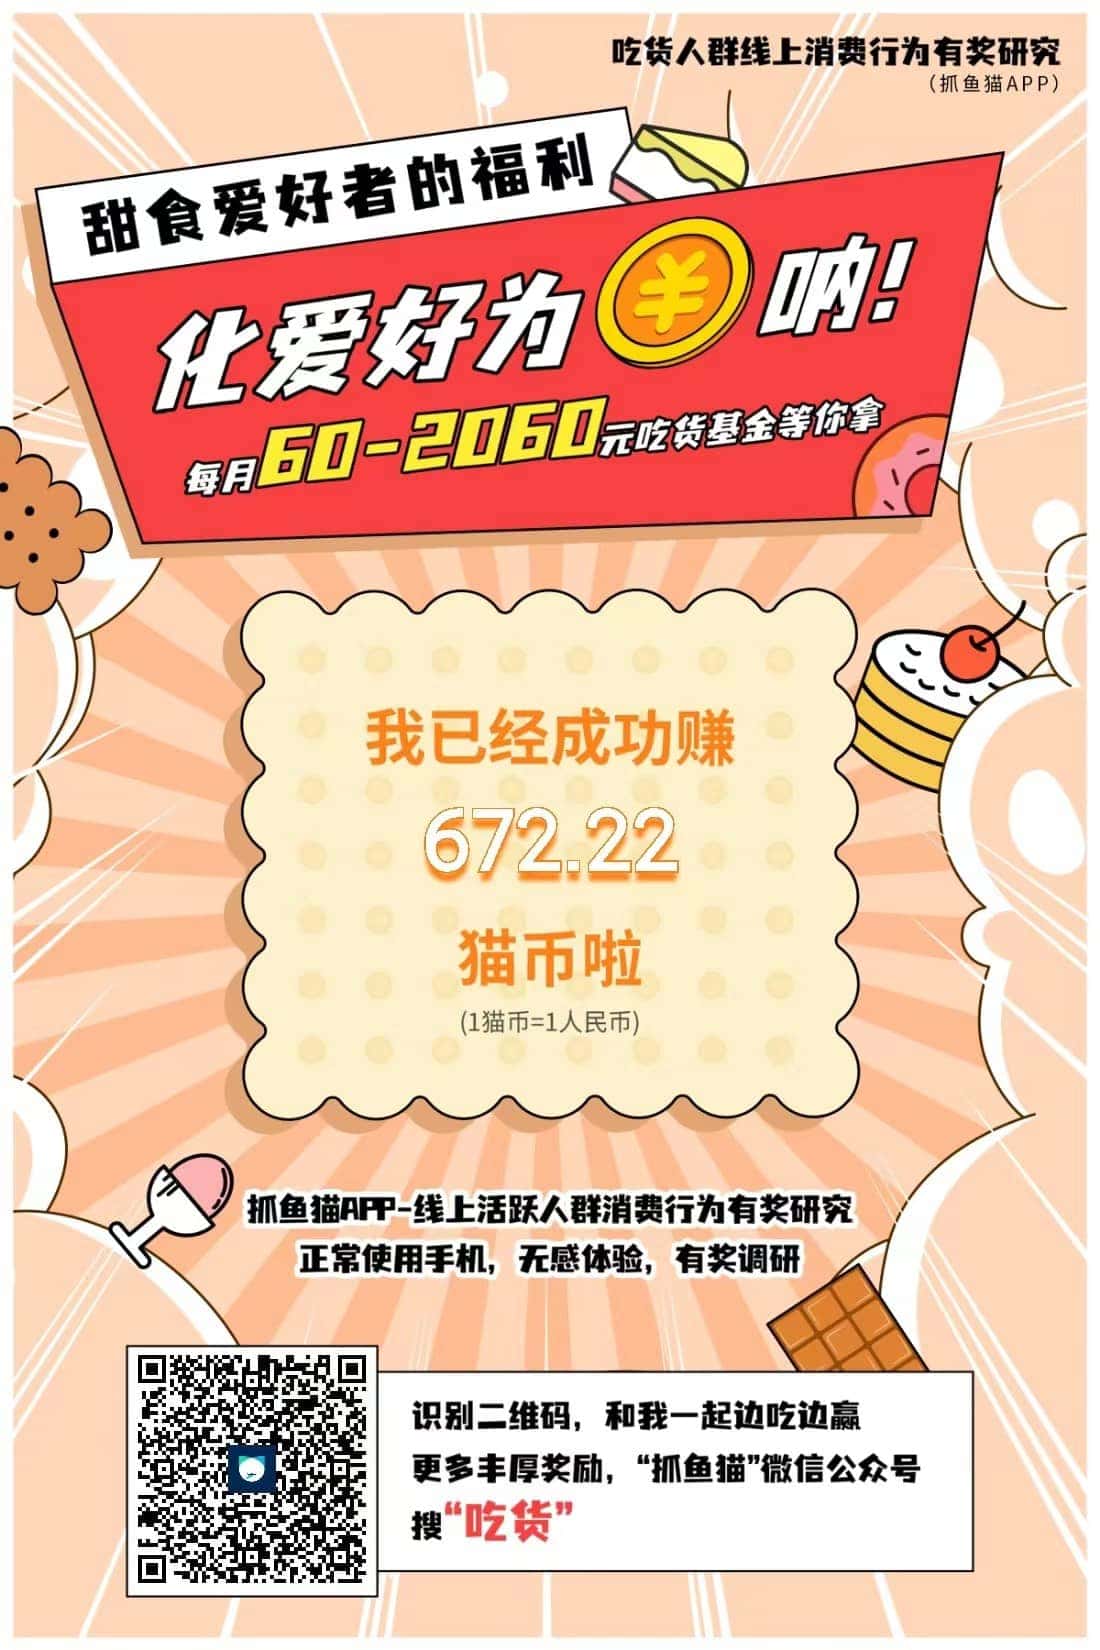 吃货人群线上消费行为有奖研究
（抓鱼猫APP）
甜食爱好者的福利
化爱好为¥呐！
每月60-2060元吃货基金等你拿
我已经成功赚
672.22
猫币啦
(1猫币=1人民币)
抓鱼猫APP-线上活跃人群消费行为有奖研究
正常使用手机，无感体验，有奖调研
识别二维码，和我一起边吃边赢
更多丰厚奖励，“抓鱼猫”微信公众号
搜“吃货”